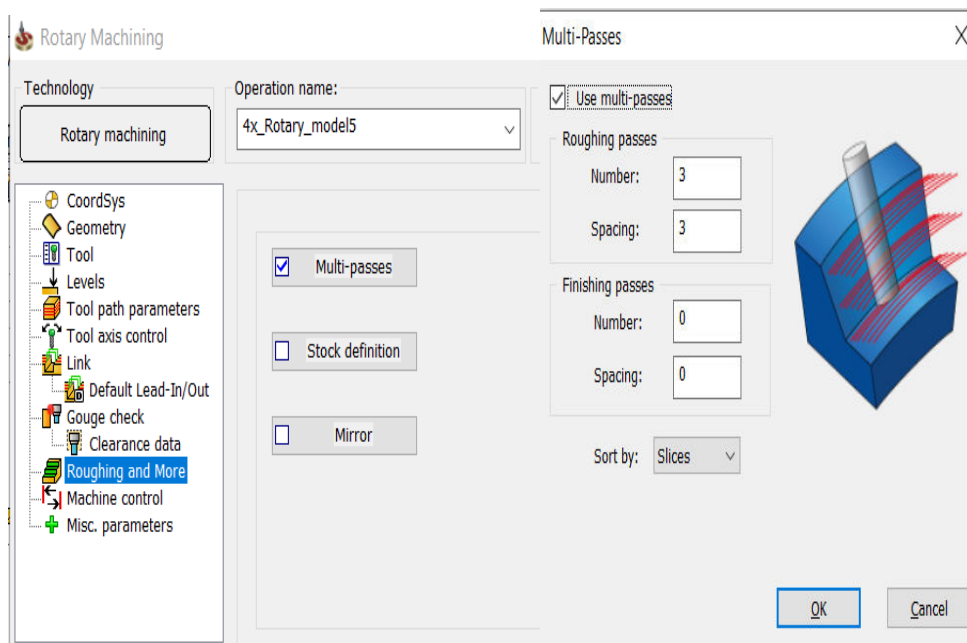 Rotary Machining
Technology
Rotary machining
Operation name:
4x_Rotary_model5
CoordSys
Geometry
Tool
Levels
Tool path parameters
Tool axis control
Link
Default Lead-In/Out
Gouge check
Clearance data
Roughing and More
Machine control
Misc. parameters
Multi-passes
Stock definition
Mirror
Multi-Passes
Use multi-passes
Roughing passes
Number: 3
Spacing: 3
Finishing passes
Number: 0
Spacing: 0
Sort by: Slices
OK
Cancel